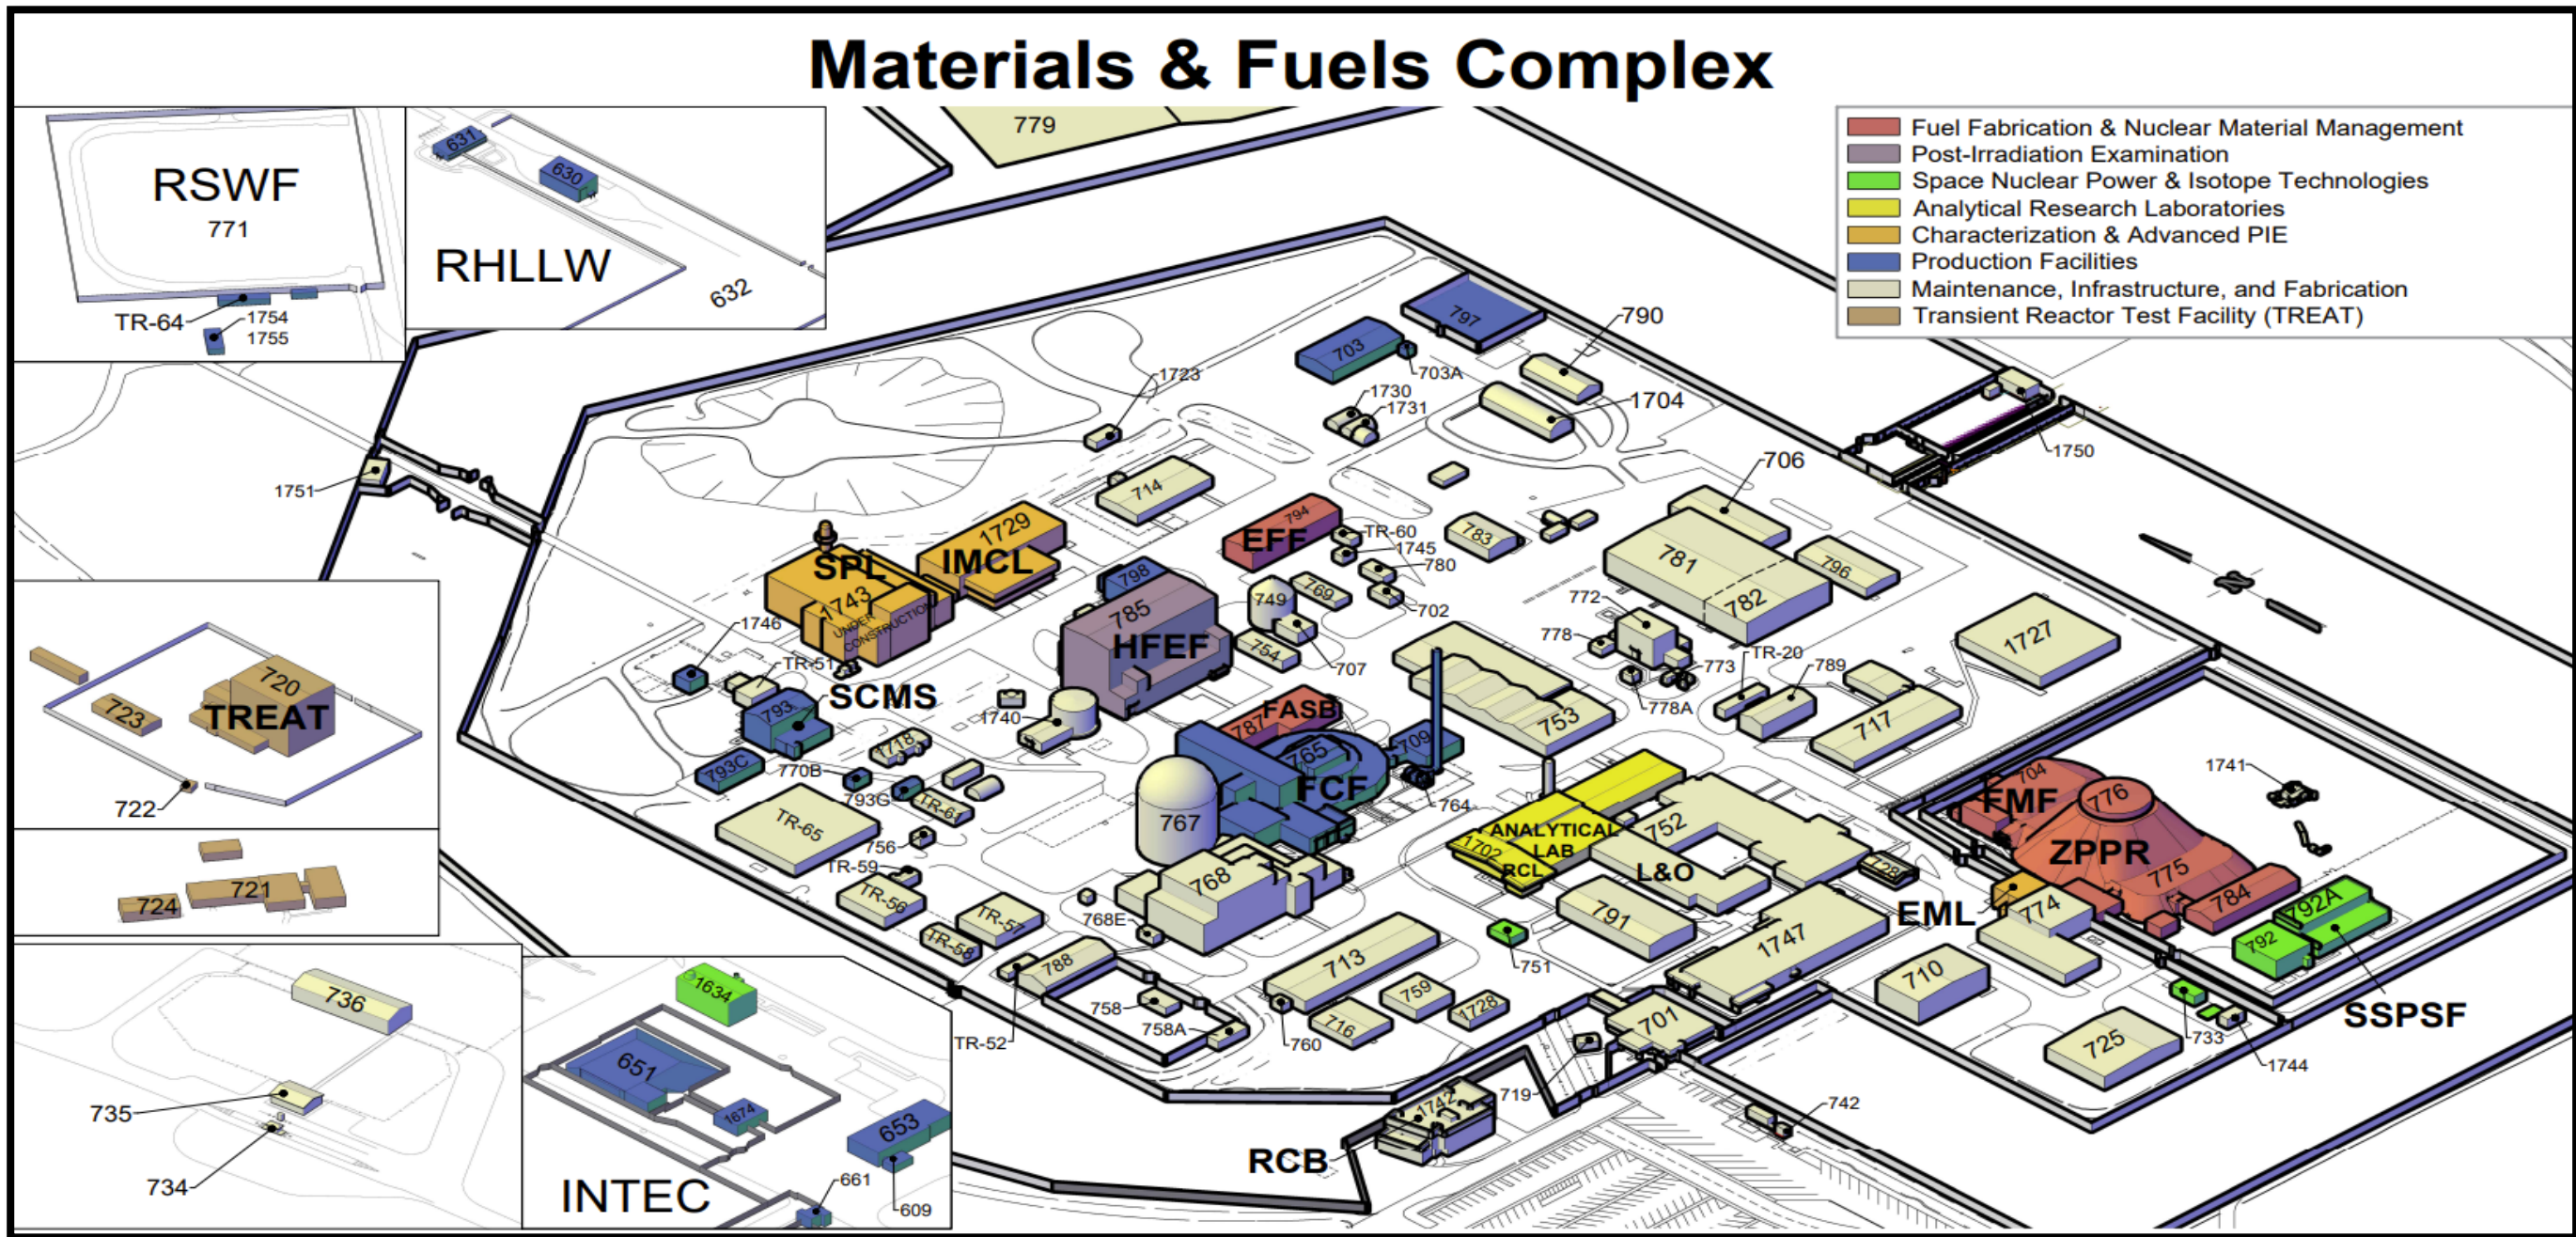 Materials & Fuels Complex
Fuel Fabrication & Nuclear Material Management
Post-Irradiation Examination
Space Nuclear Power & Isotope Technologies
Analytical Research Laboratories
Characterization & Advanced PIE
Production Facilities
Maintenance, Infrastructure, and Fabrication
Transient Reactor Test Facility (TREAT)
RSWF
771
TR-64
1754
1755
631
630
RHLLW
632
779
797
790
703
703A
1704
1730
1731
1723
1750
1751
706
714
1729
IMCL
SPL
1743
UNDER
CONSTRUCTION
794
EFF
TR-60
1745
780
702
783
781
782
796
798
785
HFEF
749
769
754
707
772
778
773
778A
TR-20
789
1727
717
753
1746
TR-51
SCMS
793
793C
770B
793G
1718
TR-61
1740
FASB
787
765
FCF
709
764
767
768
768E
TR-65
756
TR-59
TR-56
TR-57
TR-58
TR-52
788
758
758A
760
713
716
759
1728
ANALYTICAL
LAB
1702
RCL
752
L&O
728
791
751
1747
701
719
1742
RCB
742
704
FMF
776
ZPPR
775
784
EML
774
792A
792
SSPSF
733
1744
1741
710
725
720
TREAT
723
722
721
724
736
735
734
1634
651
1674
653
661
609
INTEC